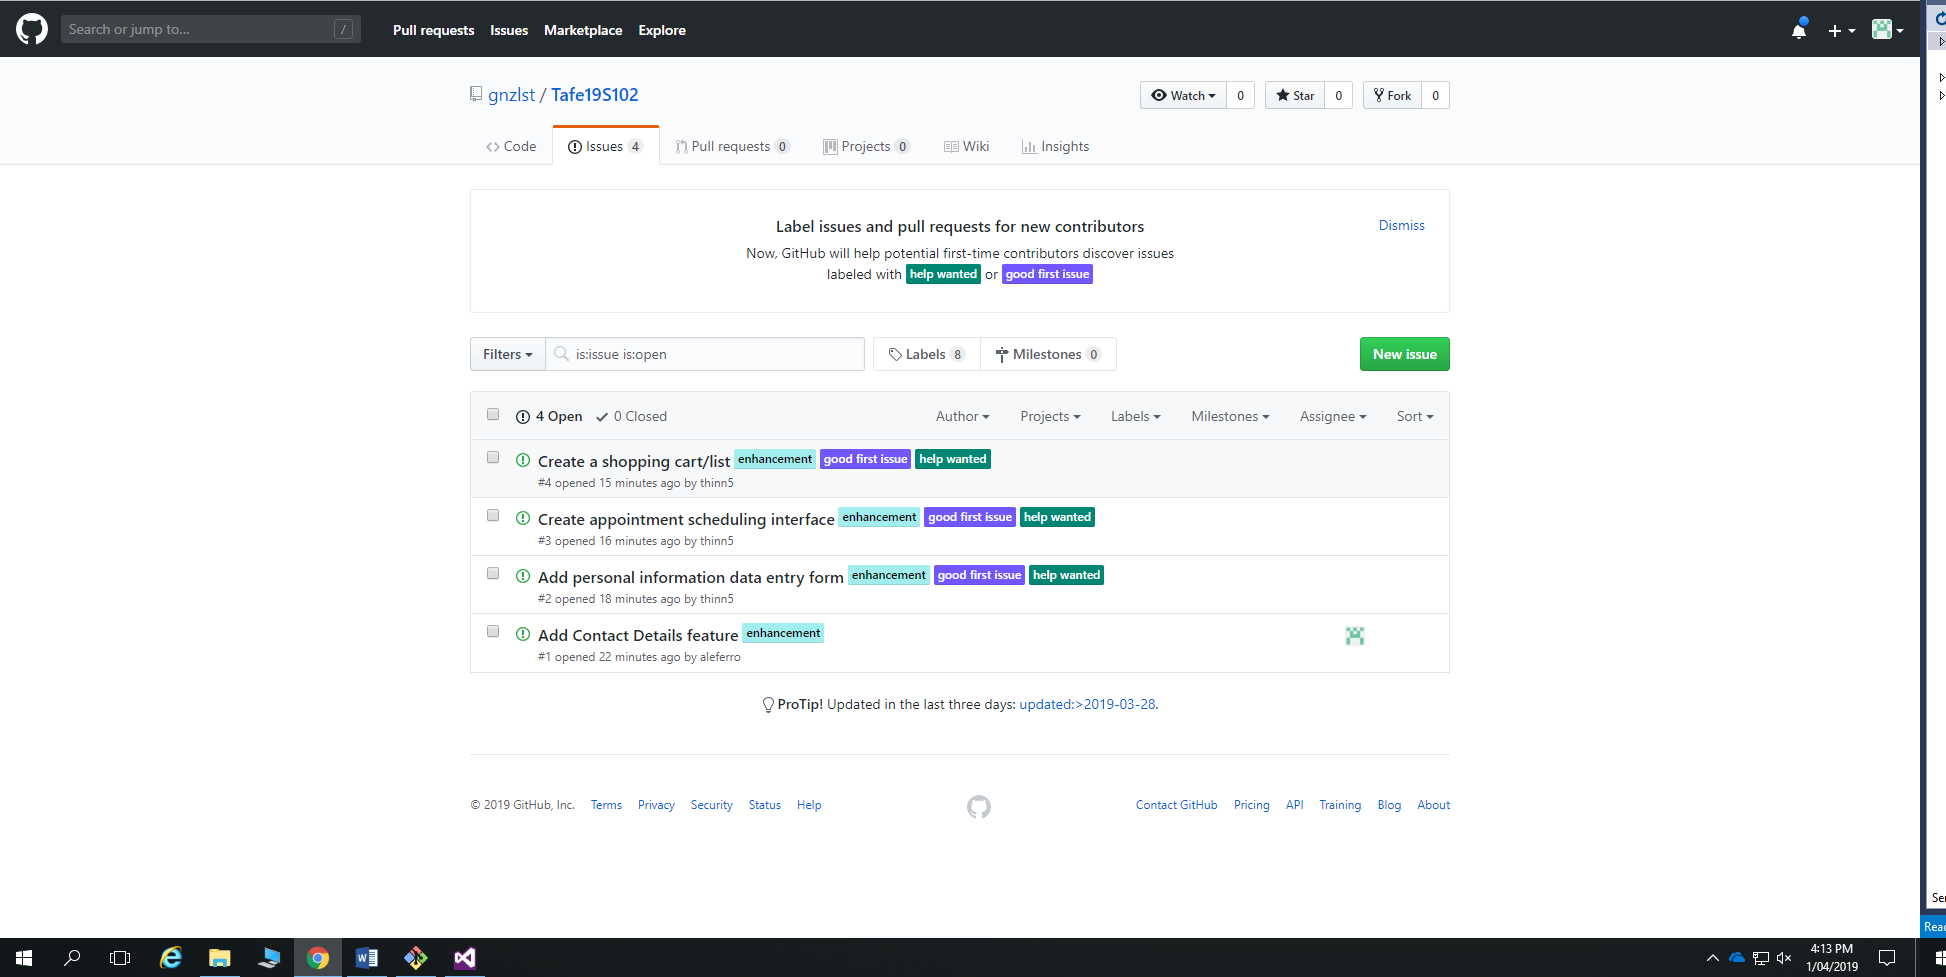 Search or jump to... /
Pull requests Issues Marketplace Explore
gnzlst / Tafe19S102
Watch 0 Star 0 Fork 0
Code Issues 4 Pull requests 0 Projects 0 Wiki Insights
Label issues and pull requests for new contributors
Dismiss
Now, GitHub will help potential first-time contributors discover issues
labeled with help wanted or good first issue
Filters is:issue is:open Labels 8 Milestones 0 New issue
4 Open 0 Closed Author Projects Labels Milestones Assignee Sort
Create a shopping cart/list enhancement good first issue help wanted
#4 opened 15 minutes ago by thinn5
Create appointment scheduling interface enhancement good first issue help wanted
#3 opened 16 minutes ago by thinn5
Add personal information data entry form enhancement good first issue help wanted
#2 opened 18 minutes ago by thinn5
Add Contact Details feature enhancement
#1 opened 22 minutes ago by aleferro
ProTip! Updated in the last three days: updated:>2019-03-28.
© 2019 GitHub, Inc. Terms Privacy Security Status Help
Contact GitHub Pricing API Training Blog About
Ser
Read
4:13 PM
1/04/2019